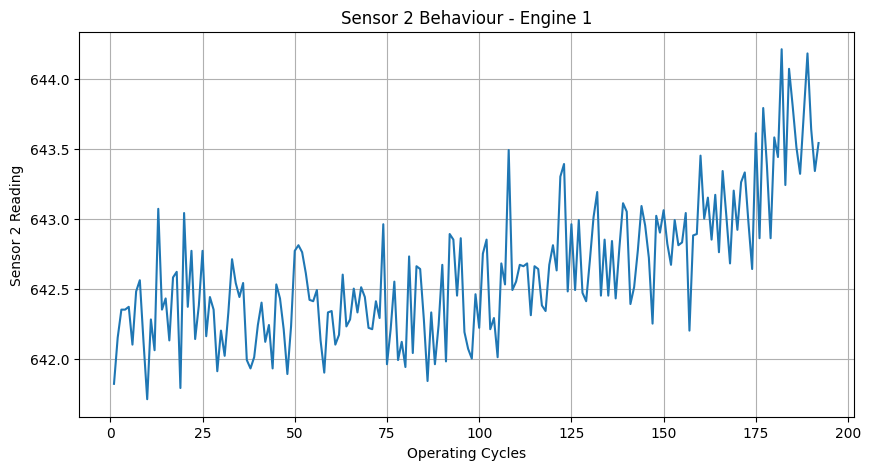 Sensor 2 Behaviour - Engine 1
Sensor 2 Reading
644.0
643.5
643.0
642.5
642.0
0 25 50 75 100 125 150 175 200
Operating Cycles